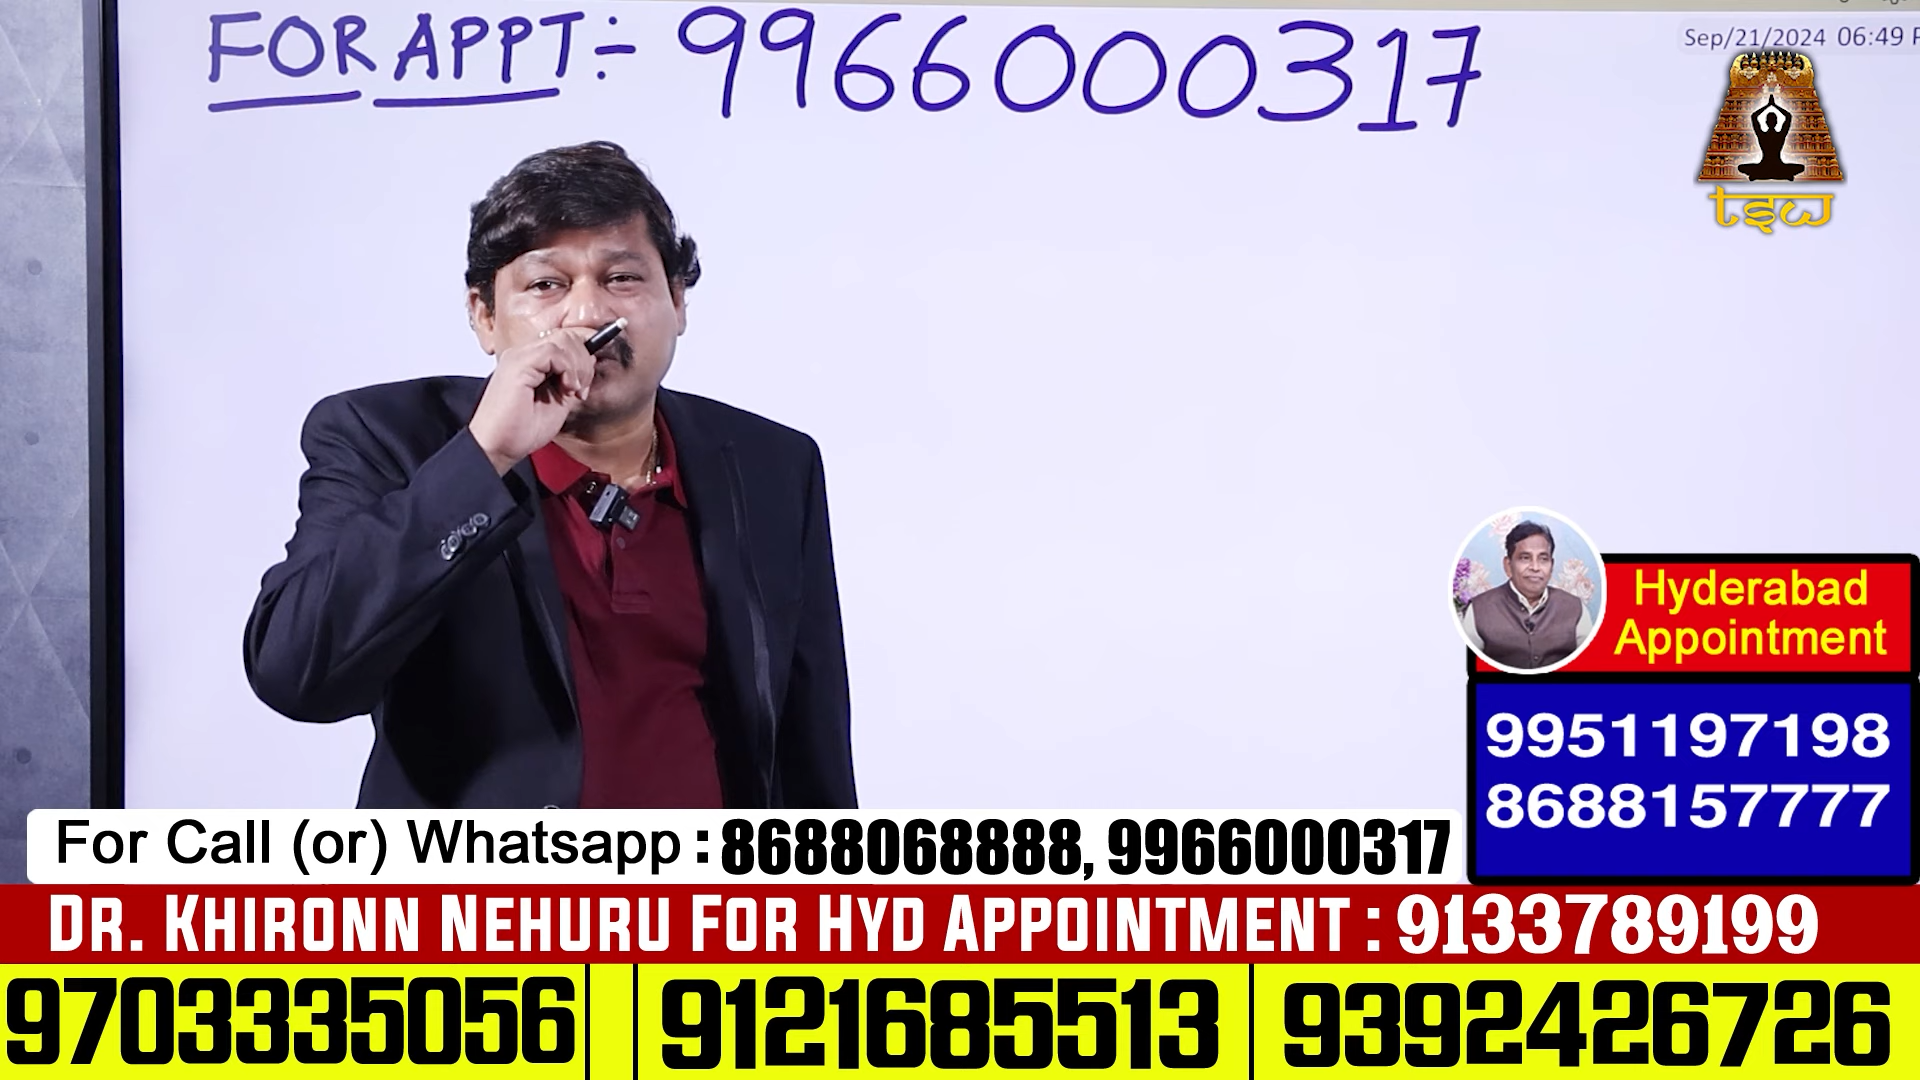 FOR APPT:- 9966000317
Sep/21/2024 06:49 P
tsw
Hyderabad
Appointment
9951197198
8688157777
For Call (or) Whatsapp : 8688068888, 9966000317
DR. KHIRONN NEHURU FOR HYD APPOINTMENT : 9133789199
9703335056 9121685513 9392426726